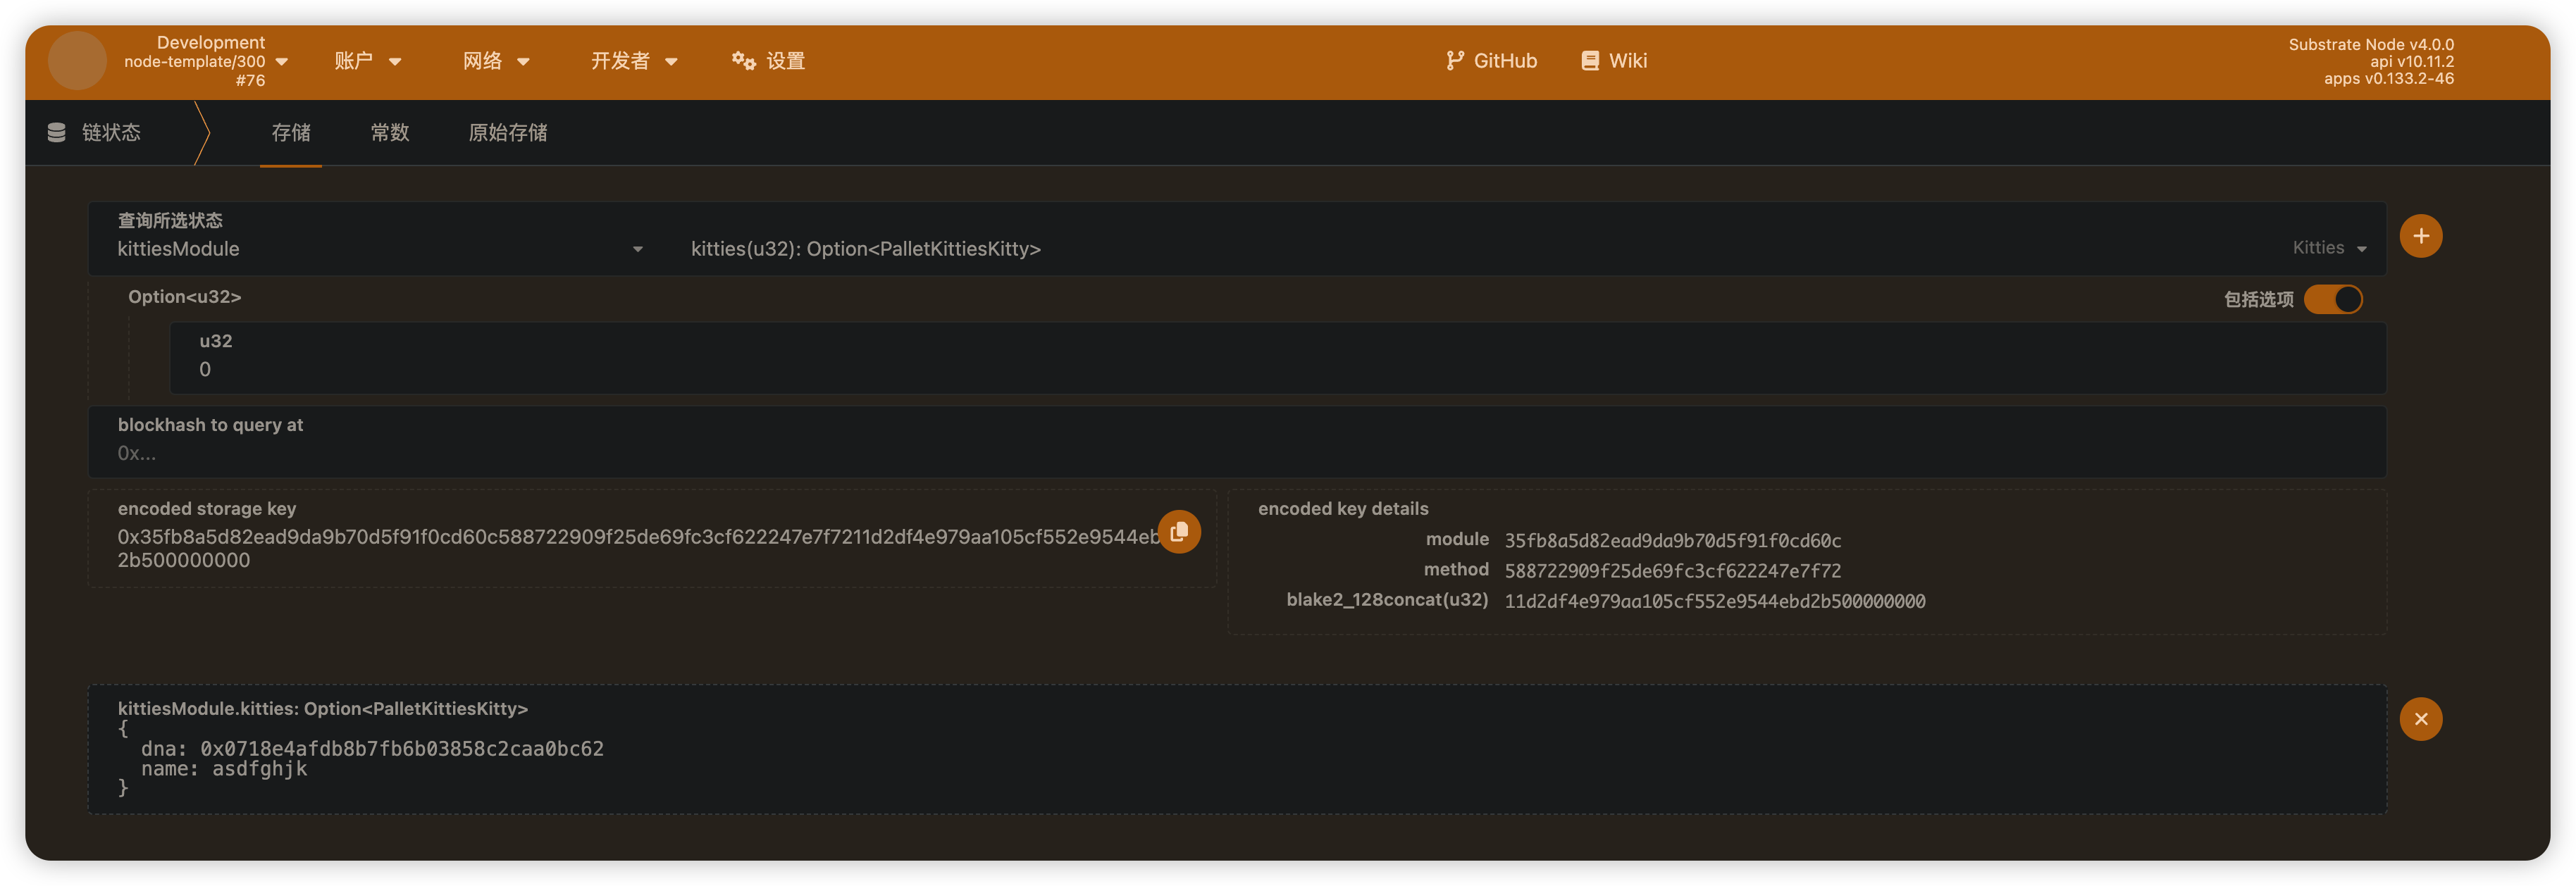 Development
node-template/300
#76
账户
网络
开发者
设置
GitHub
Wiki
Substrate Node v4.0.0
api v10.11.2
apps v0.133.2-46
链状态
存储
常数
原始存储
查询所选状态
kittiesModule
kitties(u32): Option<PalletKittiesKitty>
Kitties
Option<u32>
包括选项
u32
0
blockhash to query at
0x...
encoded storage key
0x35fb8a5d82ead9da9b70d5f91f0cd60c588722909f25de69fc3cf622247e7f7211d2df4e979aa105cf552e9544eb
2b500000000
encoded key details
module 35fb8a5d82ead9da9b70d5f91f0cd60c
method 588722909f25de69fc3cf622247e7f72
blake2_128concat(u32) 11d2df4e979aa105cf552e9544ebd2b500000000
kittiesModule.kitties: Option<PalletKittiesKitty>
{
dna: 0x0718e4afdb8b7fb6b03858c2caa0bc62
name: asdfghjk
}